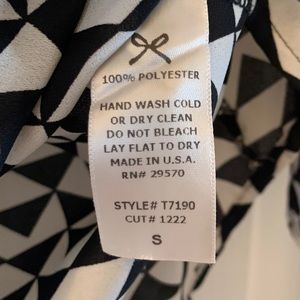 100% POLYESTER
HAND WASH COLD
OR DRY CLEAN
DO NOT BLEACH
LAY FLAT TO DRY
MADE IN U.S.A.
RN# 29570
STYLE# T7190
CUT# 1222
S